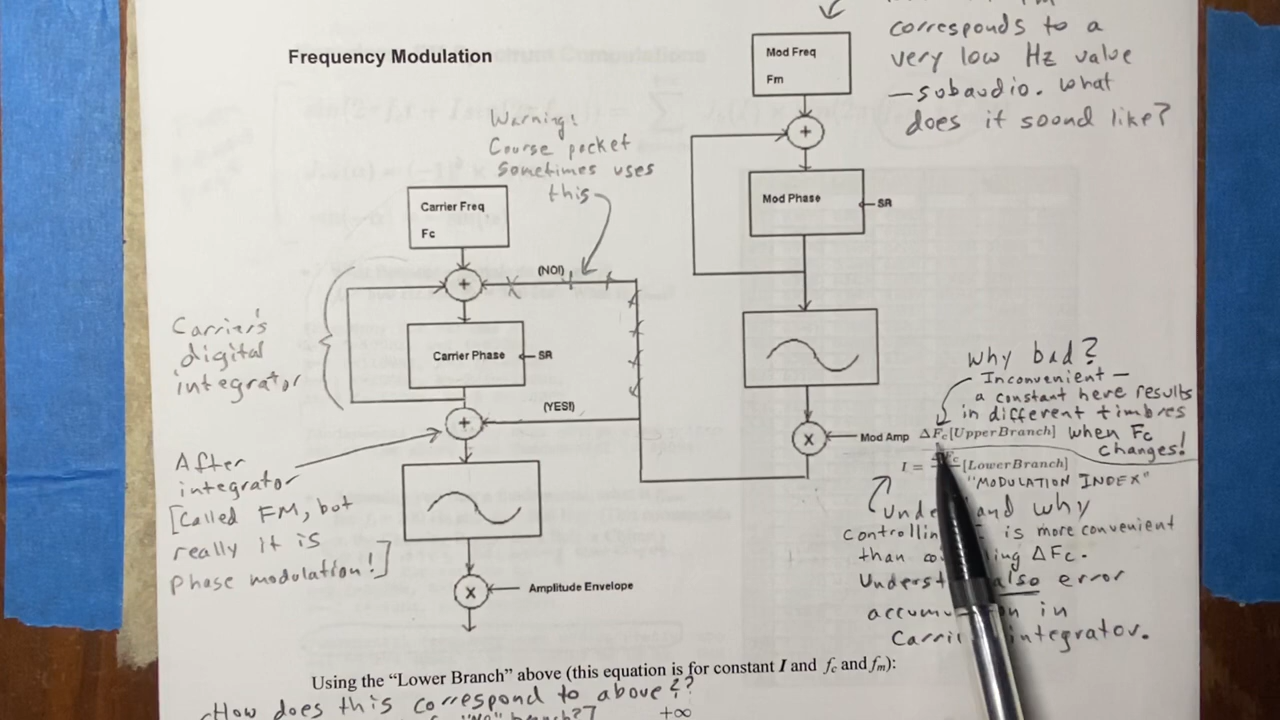 corresponds to a
very low Hz value
— subaudio. What
does it sound like?
Frequency Modulation
Mod Freq
Fm
+
Mod Phase
SR
Warning:
Course packet
Sometimes uses
this
Carrier Freq
Fc
(NO!)
+
Carrier's
digital
integrator
Carrier Phase
SR
(YES!)
+
After
integrator
[Called FM, but
really it is
phase modulation!]
X
Amplitude Envelope
X
Mod Amp
ΔFc[UpperBranch]
I = [LowerBranch]
"MODULATION INDEX"
Why bad?
Inconvenient —
a constant here results
in different timbres
when Fc
changes!
and why
is more convenient
than ΔFc.
also error
in
integrator.
Using the “Lower Branch” above (this equation is for constant I and fc and fm):
How does this correspond to above?
+∞